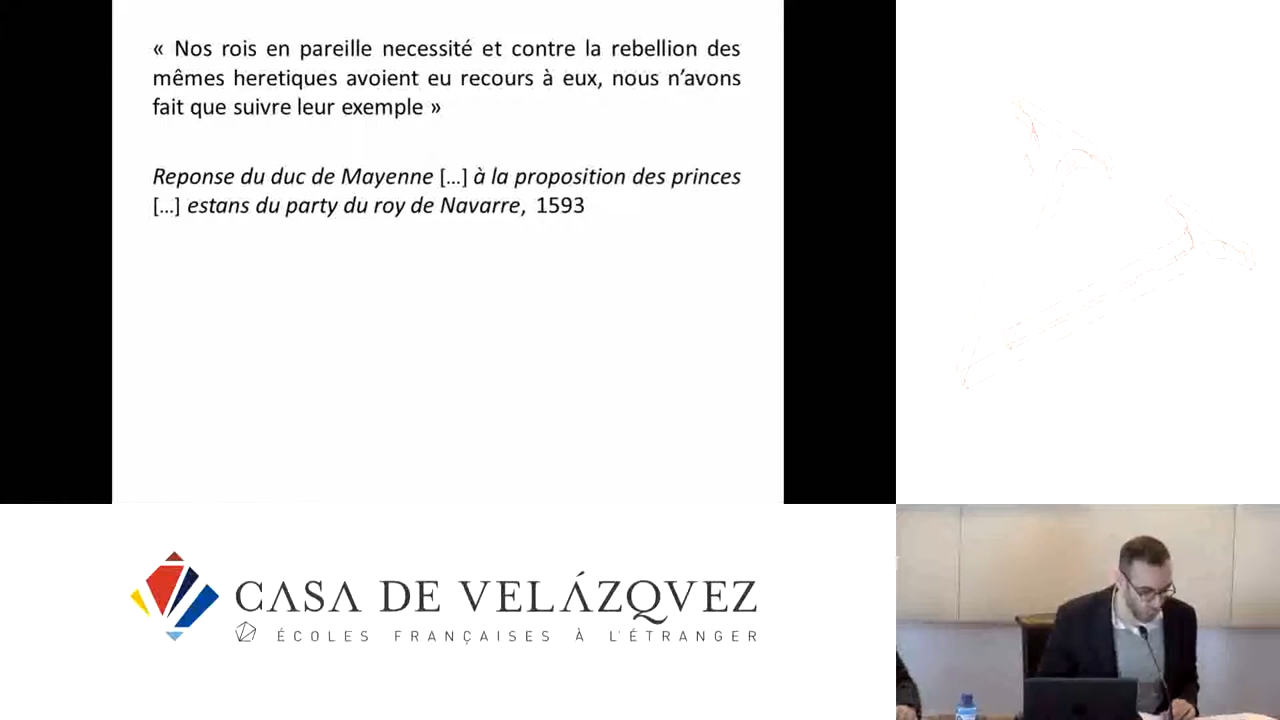 « Nos rois en pareille necessité et contre la rebellion des
mêmes heretiques avoient eu recours à eux, nous n’avons
fait que suivre leur exemple »
Reponse du duc de Mayenne […] à la proposition des princes
[…] estans du party du roy de Navarre, 1593
CASA DE VELÁZQVEZ
ÉCOLES FRANÇAISES À L'ÉTRANGER